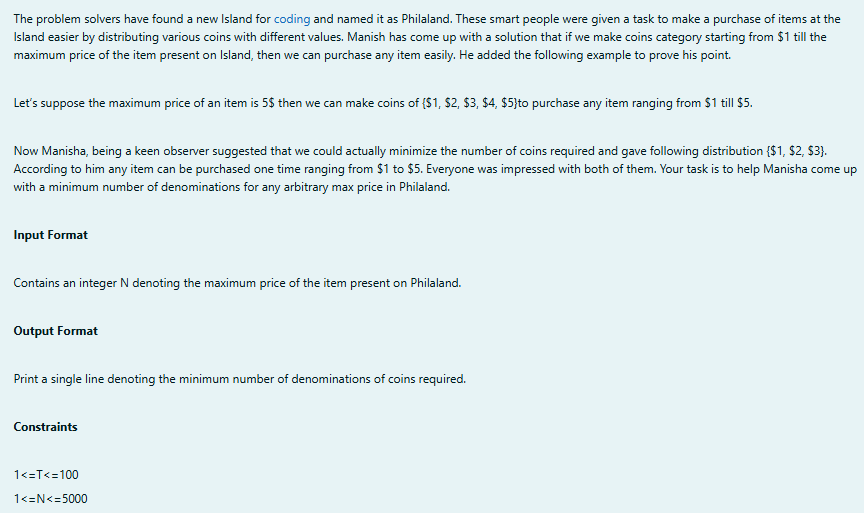 The problem solvers have found a new Island for coding and named it as Philaland. These smart people were given a task to make a purchase of items at the
Island easier by distributing various coins with different values. Manish has come up with a solution that if we make coins category starting from $1 till the
maximum price of the item present on Island, then we can purchase any item easily. He added the following example to prove his point.
Let's suppose the maximum price of an item is 5$ then we can make coins of {$1, $2, $3, $4, $5}to purchase any item ranging from $1 till $5.
Now Manisha, being a keen observer suggested that we could actually minimize the number of coins required and gave following distribution {$1, $2, $3}.
According to him any item can be purchased one time ranging from $1 to $5. Everyone was impressed with both of them. Your task is to help Manisha come up
with a minimum number of denominations for any arbitrary max price in Philaland.
Input Format
Contains an integer N denoting the maximum price of the item present on Philaland.
Output Format
Print a single line denoting the minimum number of denominations of coins required.
Constraints
1<=T<=100
1<=N<=5000